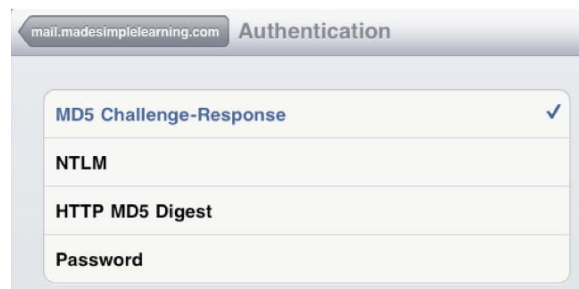 mail.madesimplelearning.com Authentication
MD5 Challenge-Response
NTLM
HTTP MD5 Digest
Password